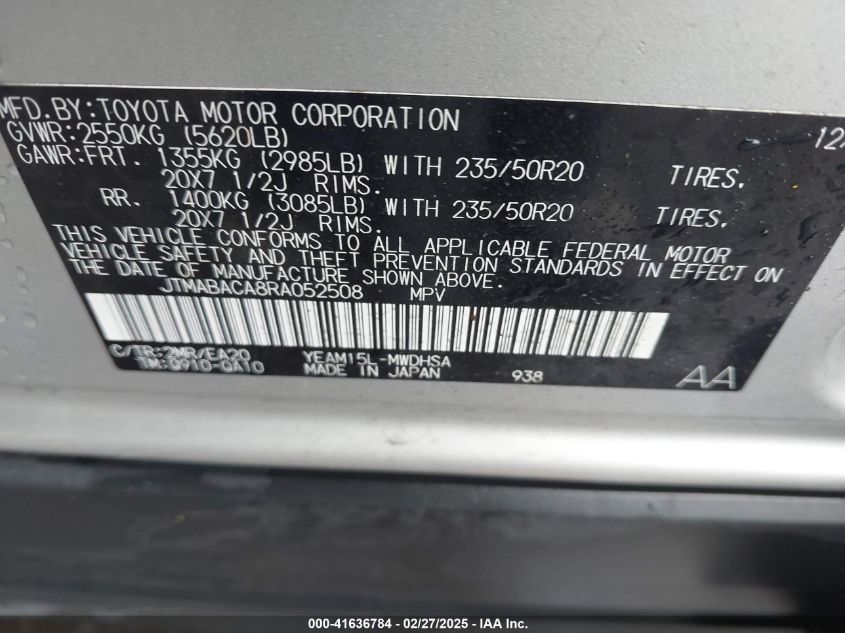 MFD.BY:TOYOTA MOTOR CORPORATION 12/
GVWR:2550KG (5620LB)
GAWR:FRT. 1355KG (2985LB) WITH 235/50R20 TIRES.
20X7 1/2J RIMS.
RR. 1400KG (3085LB) WITH 235/50R20 TIRES.
20X7 1/2J RIMS.
THIS VEHICLE CONFORMS TO ALL APPLICABLE FEDERAL MOTOR
VEHICLE SAFETY AND THEFT PREVENTION STANDARDS IN EFFECT ON
THE DATE OF MANUFACTURE SHOWN ABOVE.
JTMABACA8RA052508 MPV
C/TR:2MR/EA20 YEAM15L-MWDHSA
TM:0910-QA10 MADE IN JAPAN 938 AA
000-41636784 - 02/27/2025 - IAA Inc.